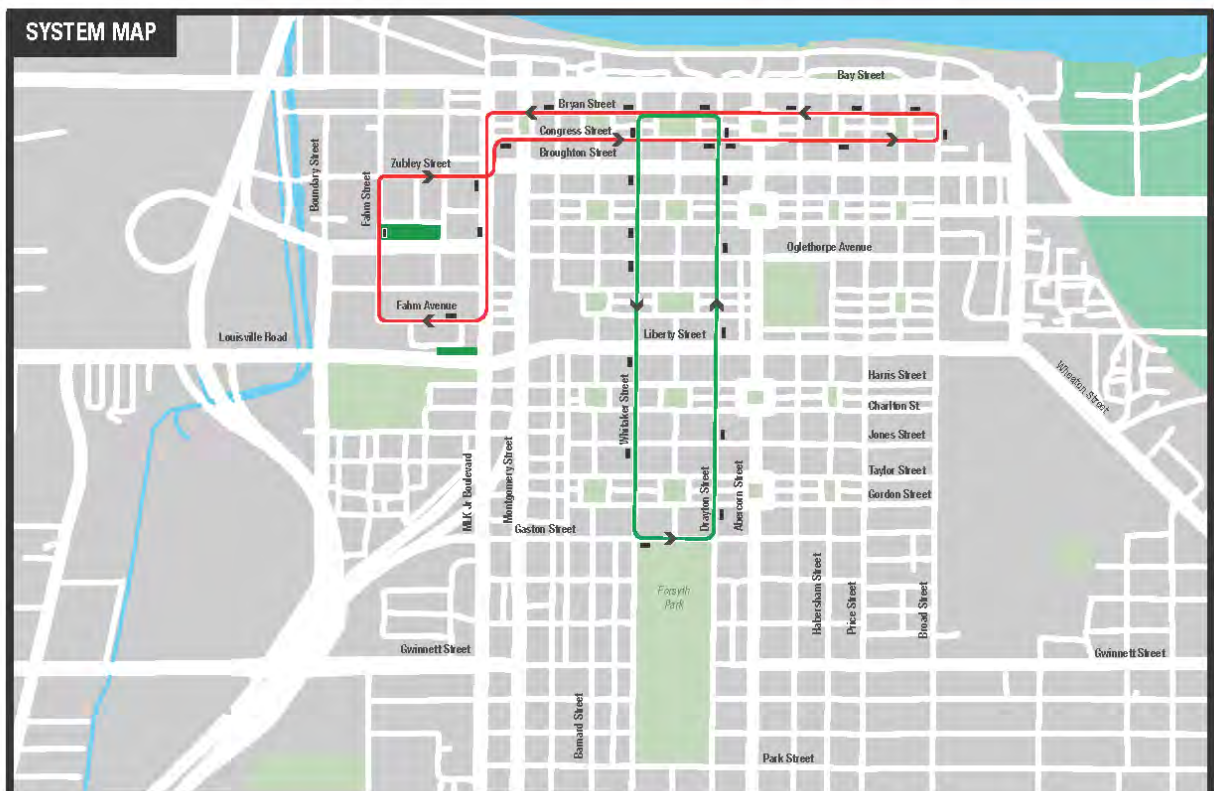 SYSTEM MAP
Bay Street
Bryan Street
Congress Street
Broughton Street
Zubley Street
Boundary Street
Fahm Street
Oglethorpe Avenue
Fahm Avenue
Louisville Road
Liberty Street
Wheaton Street
Harris Street
Charlton St.
Whitaker Street
Jones Street
MLK Jr Boulevard
Montgomery Street
Drayton Street
Abercorn Street
Taylor Street
Gordon Street
Gaston Street
Forsyth
Park
Habersham Street
Price Street
Broad Street
Gwinnett Street
Gwinnett Street
Barnard Street
Park Street